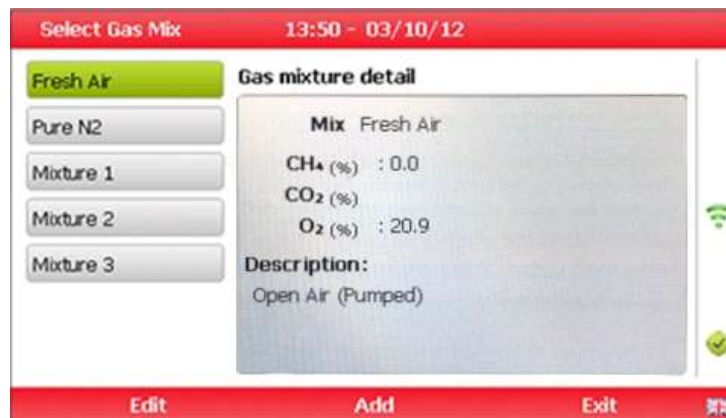 Select Gas Mix 13:50 - 03/10/12
Fresh Air
Pure N2
Mixture 1
Mixture 2
Mixture 3
Gas mixture detail
Mix Fresh Air
CH₄ (%) : 0.0
CO₂ (%)
O₂ (%) : 20.9
Description:
Open Air (Pumped)
Edit Add Exit